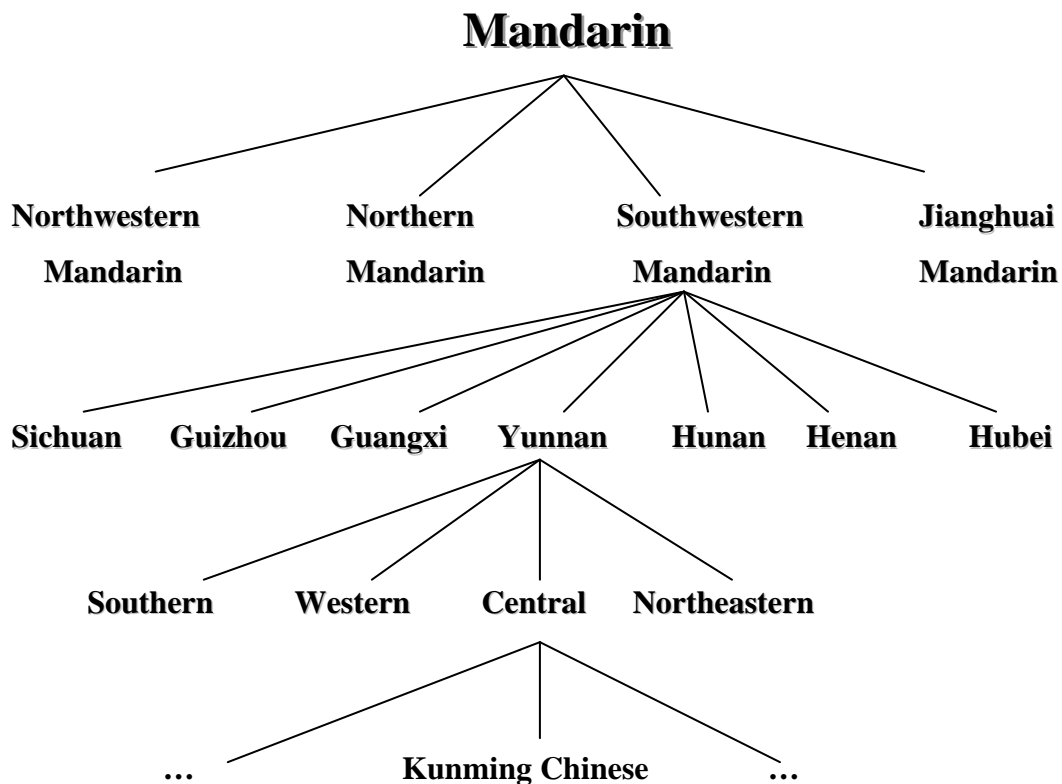 Mandarin
Northwestern Northern Southwestern Jianghuai
Mandarin Mandarin Mandarin Mandarin
Sichuan Guizhou Guangxi Yunnan Hunan Henan Hubei
Southern Western Central Northeastern
… Kunming Chinese …